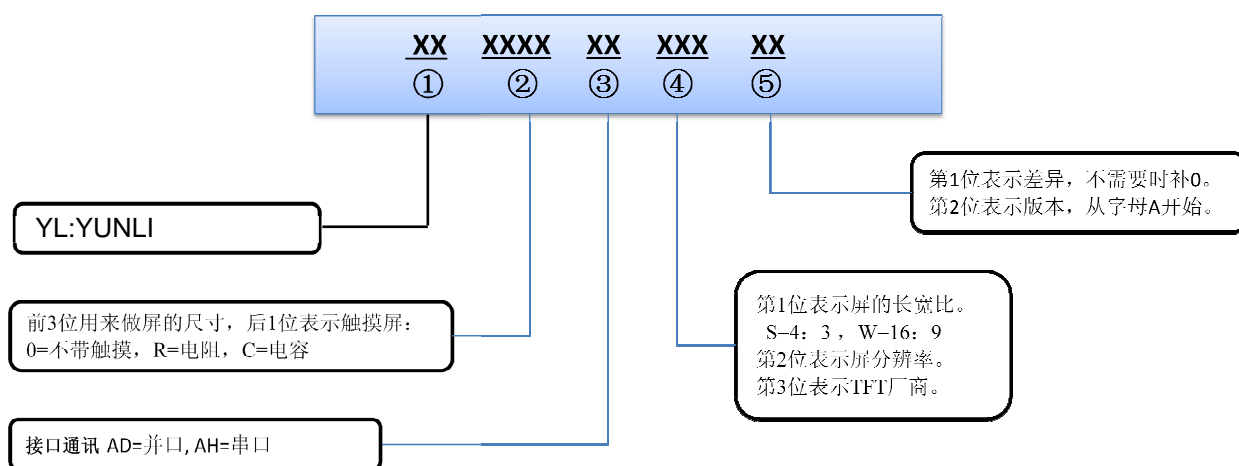 XX XXXX XX XXX XX
① ② ③ ④ ⑤
第1位表示差异，不需要时补0。
第2位表示版本，从字母A开始。
YL:YUNLI
前3位用来做屏的尺寸，后1位表示触摸屏：
0=不带触摸，R=电阻，C=电容
第1位表示屏的长宽比。
S–4：3 ，W–16：9
第2位表示屏分辨率。
第3位表示TFT厂商。
接口通讯 AD=并口, AH=串口